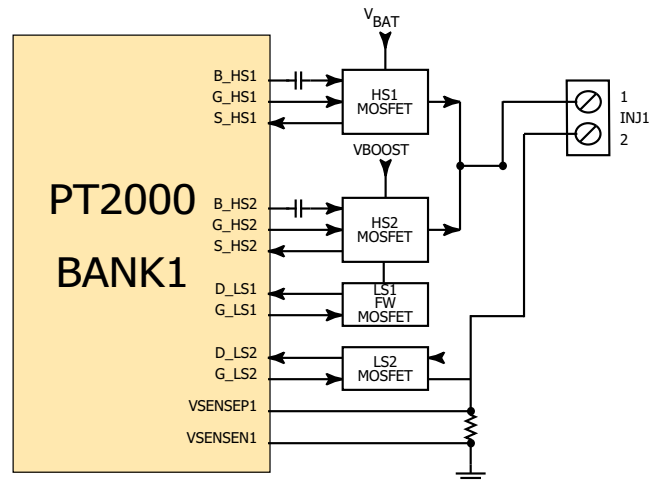 V_BAT
B_HS1
G_HS1
S_HS1
HS1
MOSFET
1
INJ1
2
VBOOST
PT2000
BANK1
B_HS2
G_HS2
S_HS2
HS2
MOSFET
D_LS1
G_LS1
LS1
FW
MOSFET
D_LS2
G_LS2
LS2
MOSFET
VSENSEP1
VSENSEN1